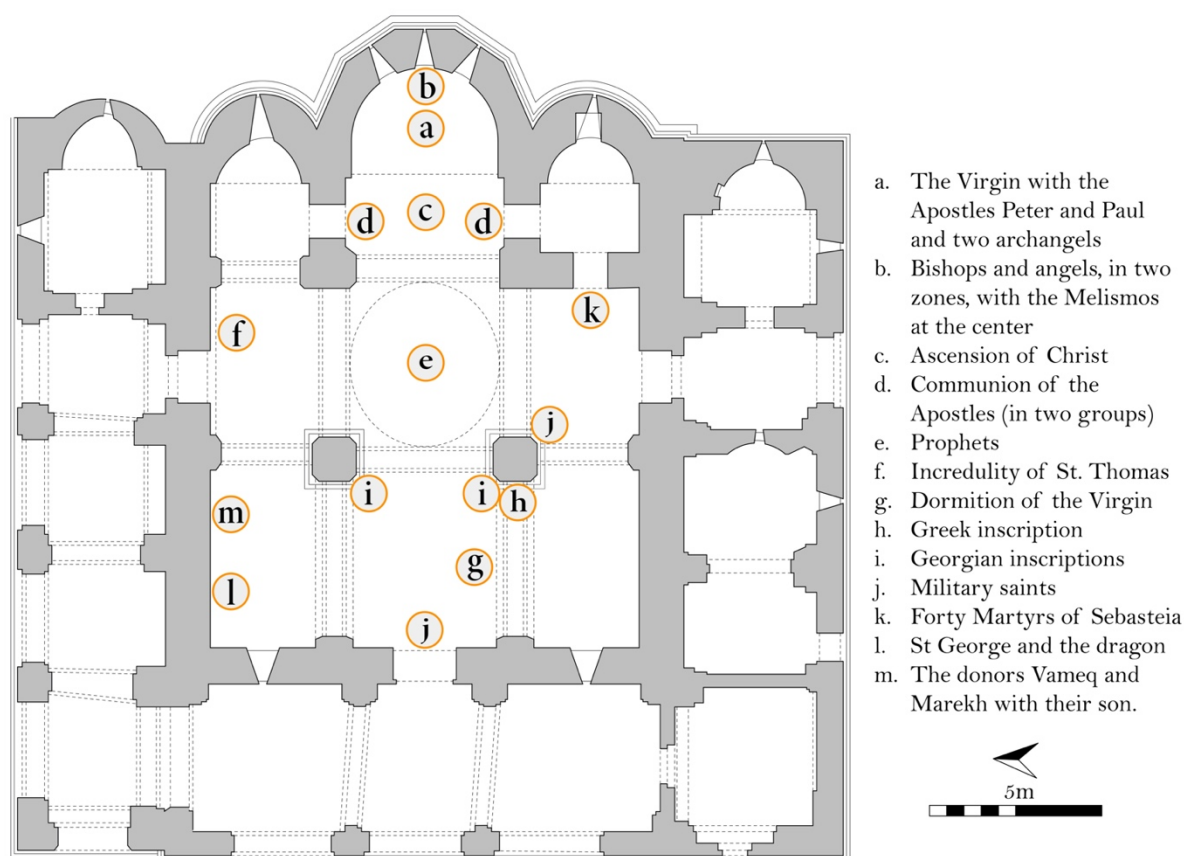 b
a
d
c
d
k
f
e
j
i
i
h
m
g
l
j
a. The Virgin with the
Apostles Peter and Paul
and two archangels
b. Bishops and angels, in two
zones, with the Melismos
at the center
c. Ascension of Christ
d. Communion of the
Apostles (in two groups)
e. Prophets
f. Incredulity of St. Thomas
g. Dormition of the Virgin
h. Greek inscription
i. Georgian inscriptions
j. Military saints
k. Forty Martyrs of Sebasteia
l. St George and the dragon
m. The donors Vameq and
Marekh with their son.
5m